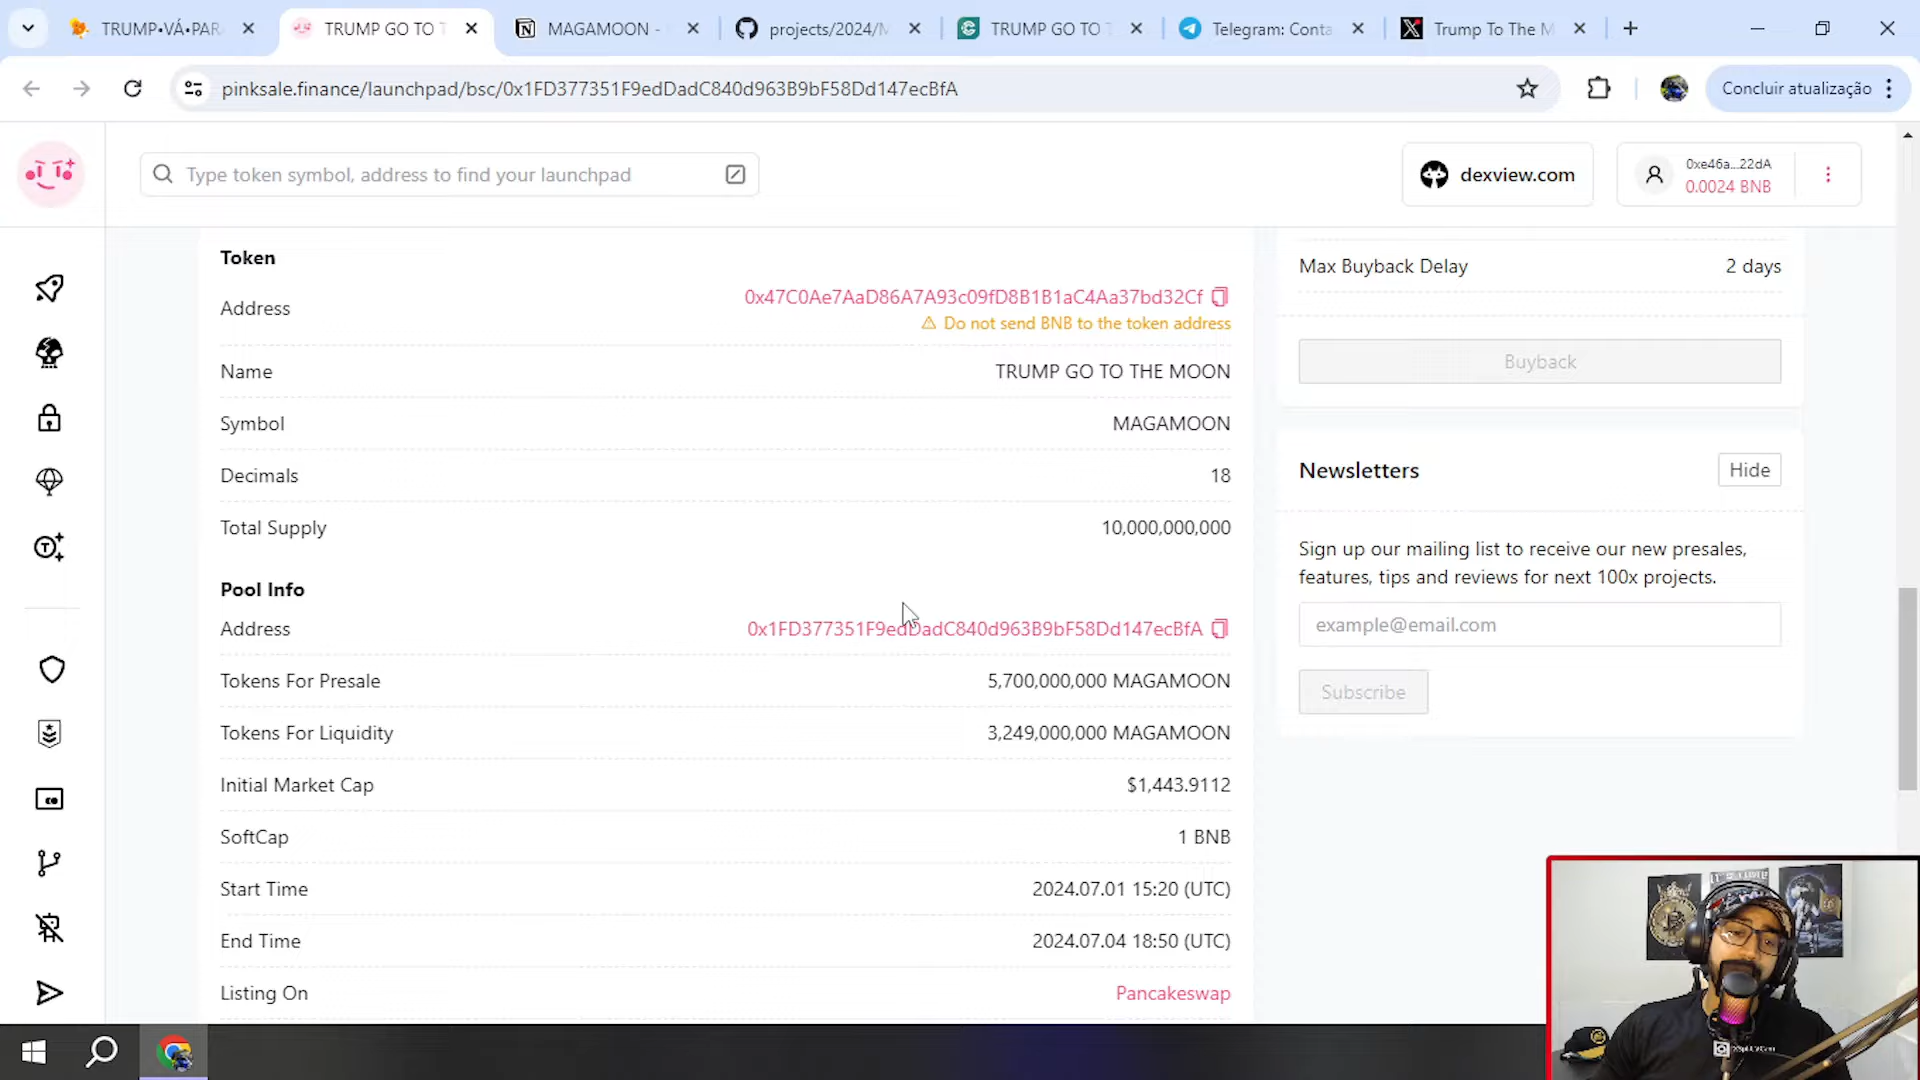 TRUMP•VÁ•PAR
TRUMP GO TO T
MAGAMOON -
projects/2024/M
TRUMP GO TO T
Telegram: Conta
Trump To The M
pinksale.finance/launchpad/bsc/0x1FD377351F9edDadC840d963B9bF58Dd147ecBfA
Concluir atualização
Type token symbol, address to find your launchpad
dexview.com
0xe46a...22dA
0.0024 BNB
Token
Address
0x47C0Ae7AaD86A7A93c09fD8B1B1aC4Aa37bd32Cf
Do not send BNB to the token address
Name
TRUMP GO TO THE MOON
Symbol
MAGAMOON
Decimals
18
Total Supply
10,000,000,000
Pool Info
Address
0x1FD377351F9edDadC840d963B9bF58Dd147ecBfA
Tokens For Presale
5,700,000,000 MAGAMOON
Tokens For Liquidity
3,249,000,000 MAGAMOON
Initial Market Cap
$1,443.9112
SoftCap
1 BNB
Start Time
2024.07.01 15:20 (UTC)
End Time
2024.07.04 18:50 (UTC)
Listing On
Pancakeswap
Max Buyback Delay
2 days
Buyback
Newsletters
Hide
Sign up our mailing list to receive our new presales,
features, tips and reviews for next 100x projects.
example@email.com
Subscribe